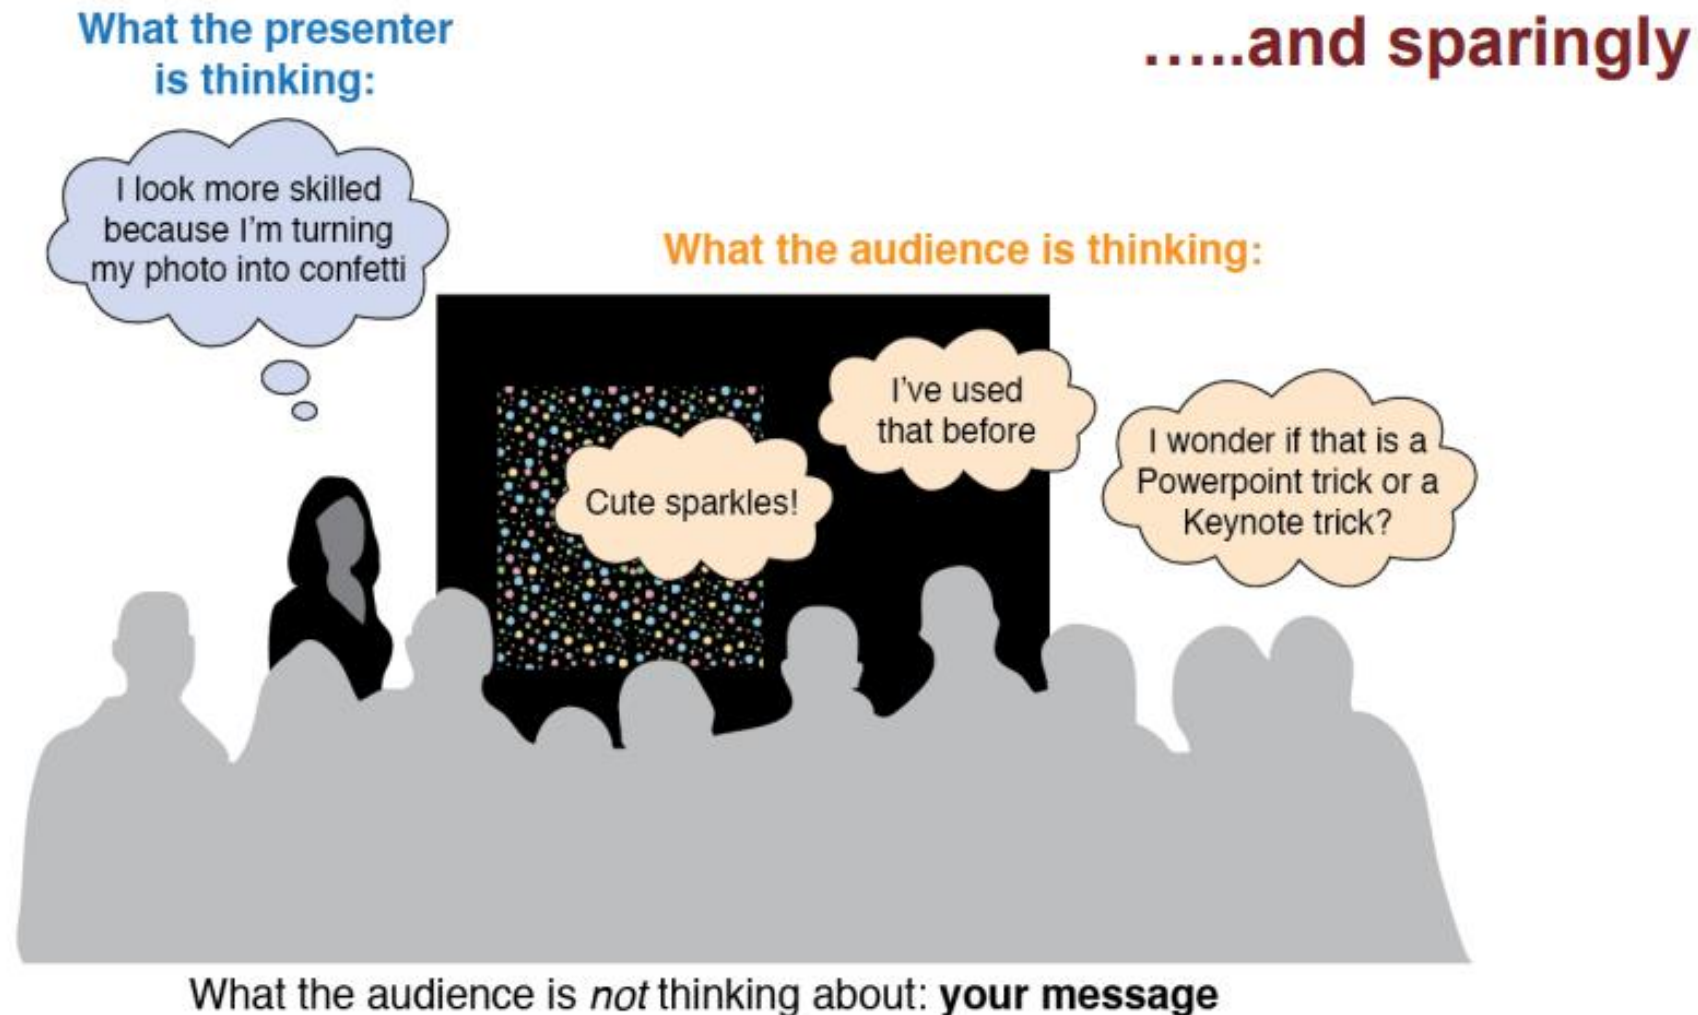 What the presenter
is thinking:
.....and sparingly
I look more skilled
because I'm turning
my photo into confetti
What the audience is thinking:
I've used
that before
Cute sparkles!
I wonder if that is a
Powerpoint trick or a
Keynote trick?
What the audience is not thinking about: your message